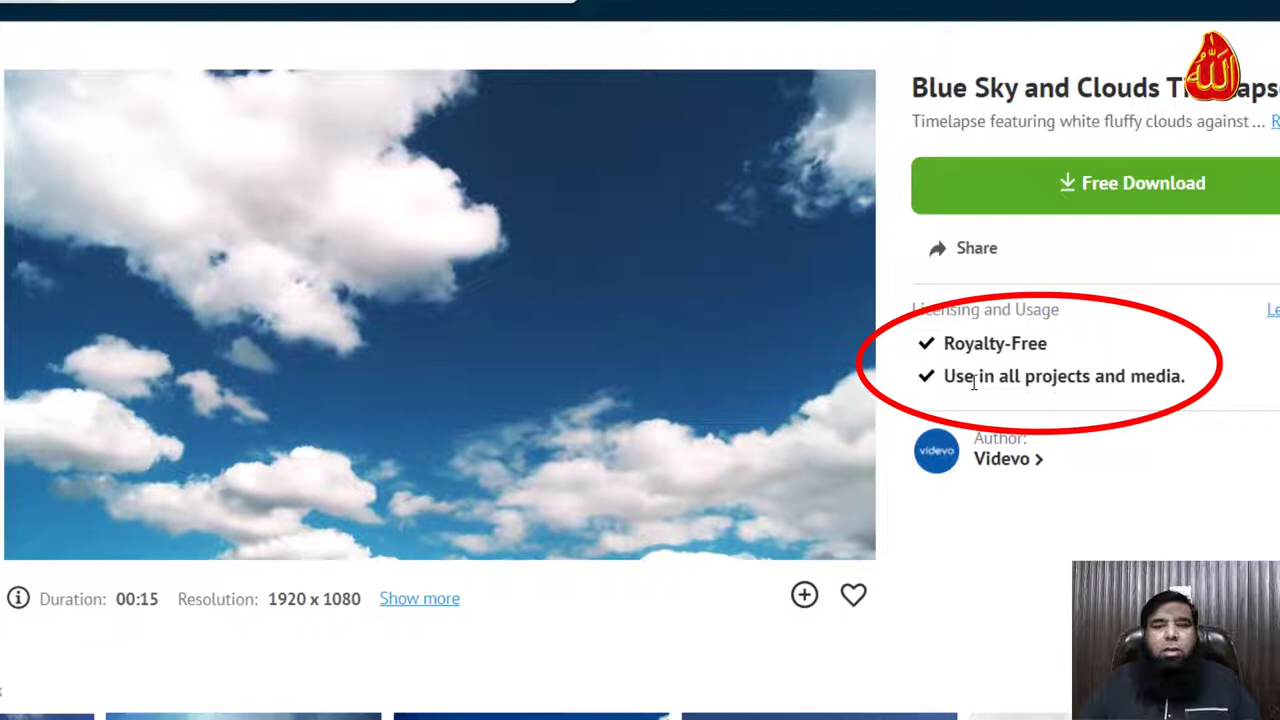 الله
Blue Sky and Clouds
Timelapse featuring white fluffy clouds against ...
Free Download
Share
Licensing and Usage
Royalty-Free
Use in all projects and media.
Author:
videvo
Videvo >
Duration: 00:15 Resolution: 1920 x 1080 Show more